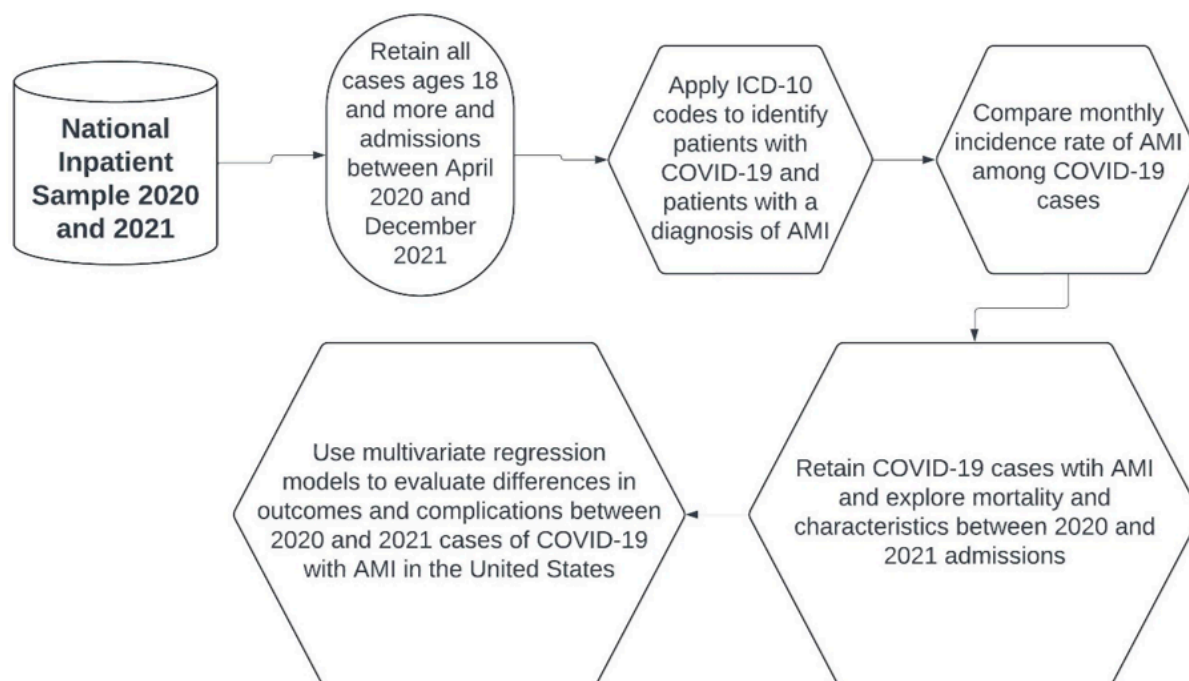 National
Inpatient
Sample 2020
and 2021
Retain all
cases ages 18
and more and
admissions
between April
2020 and
December
2021
Apply ICD-10
codes to identify
patients with
COVID-19 and
patients with a
diagnosis of AMI
Compare monthly
incidence rate of AMI
among COVID-19
cases
Retain COVID-19 cases wtih AMI
and explore mortality and
characteristics between 2020 and
2021 admissions
Use multivariate regression
models to evaluate differences in
outcomes and complications between
2020 and 2021 cases of COVID-19
with AMI in the United States